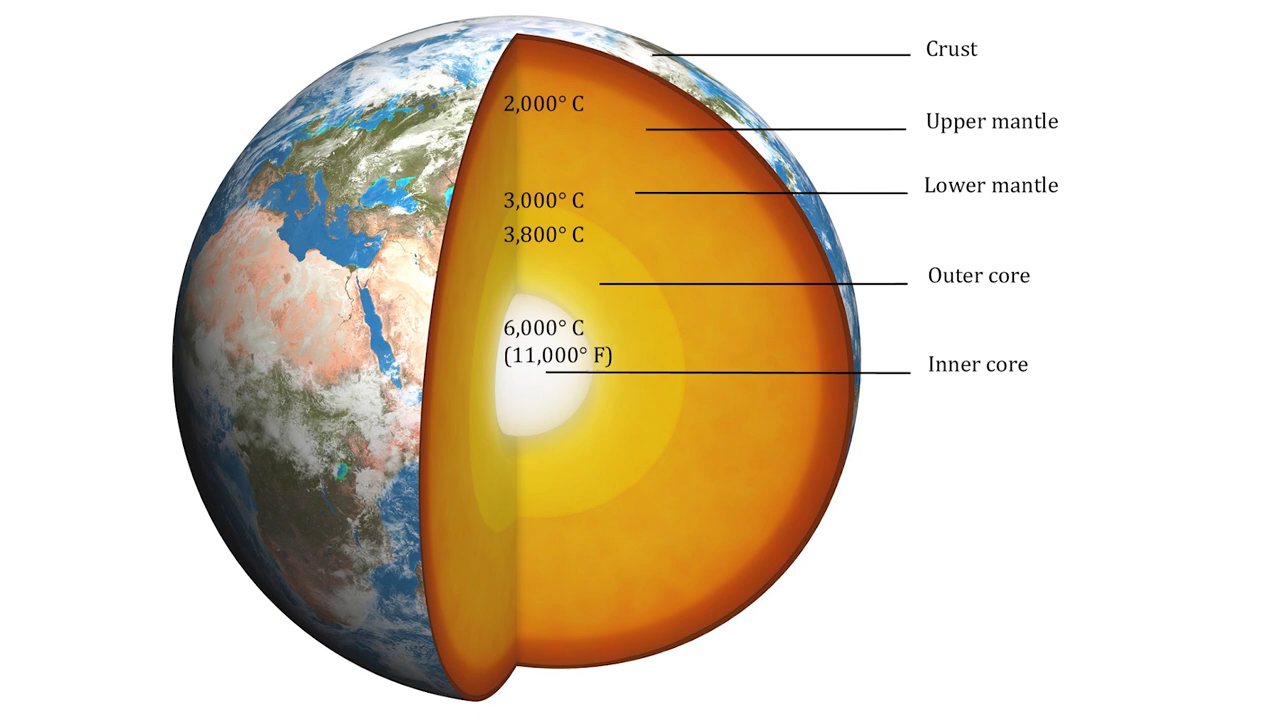 Crust
2,000° C
Upper mantle
Lower mantle
3,000° C
3,800° C
Outer core
6,000° C
(11,000° F)
Inner core